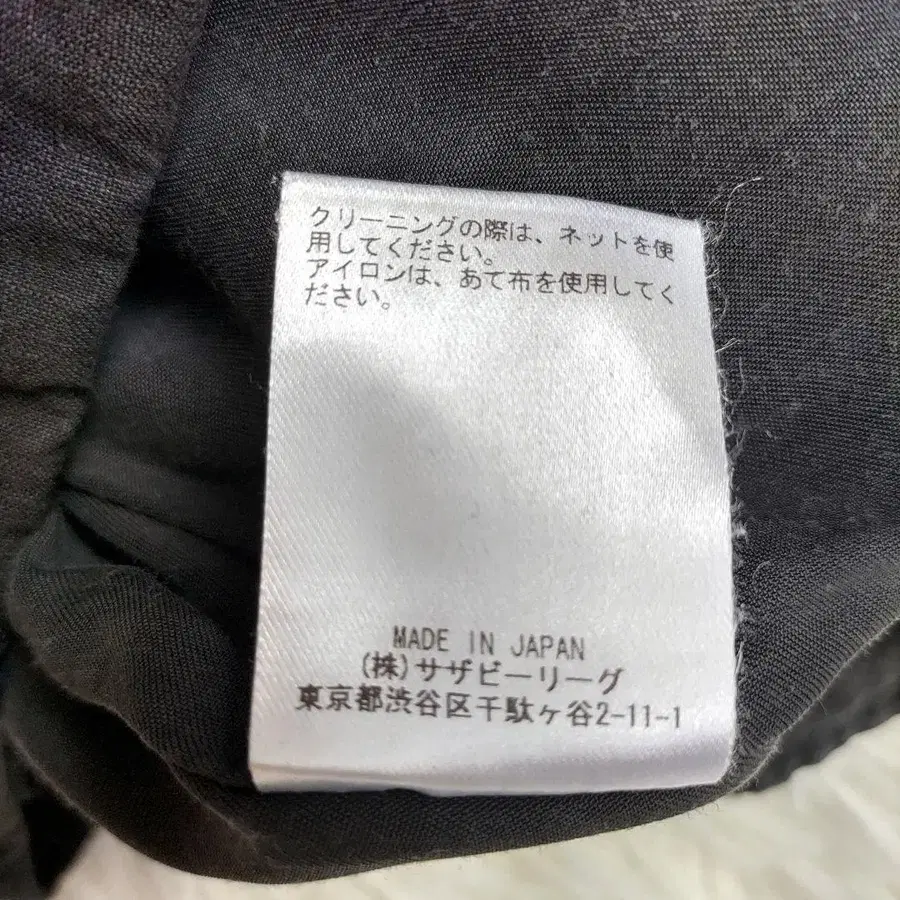 クリーニングの際は、ネットを使
用してください。
アイロンは、あて布を使用してく
ださい。
MADE IN JAPAN
(株)サザビーリーグ
東京都渋谷区千駄ヶ谷2-11-1